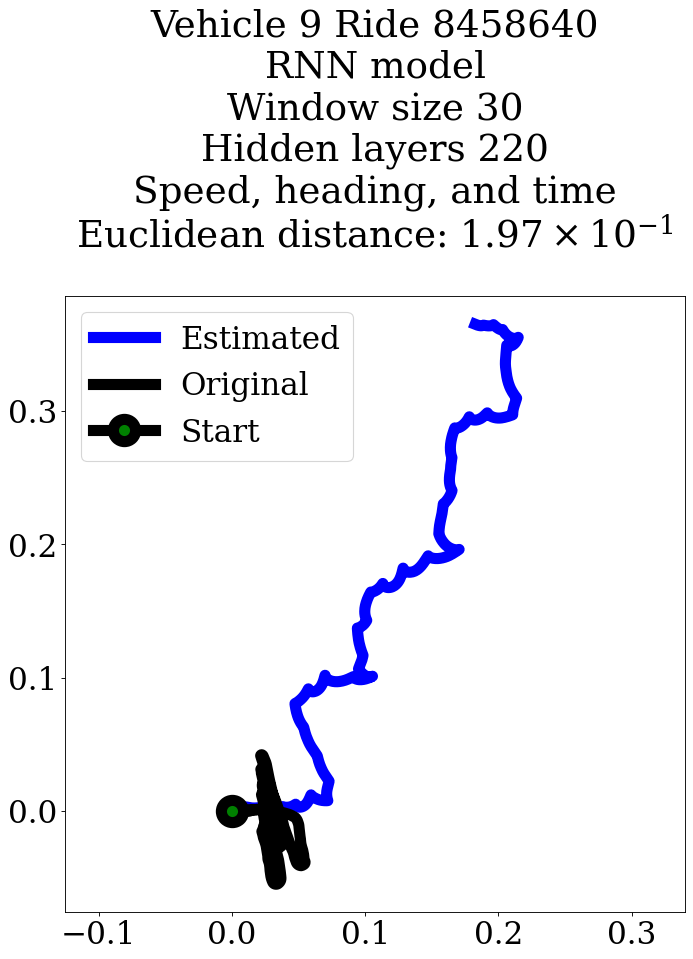 Vehicle 9 Ride 8458640
RNN model
Window size 30
Hidden layers 220
Speed, heading, and time
Euclidean distance: 1.97 × 10⁻¹
Estimated
Original
Start
0.3
0.2
0.1
0.0
−0.1 0.0 0.1 0.2 0.3